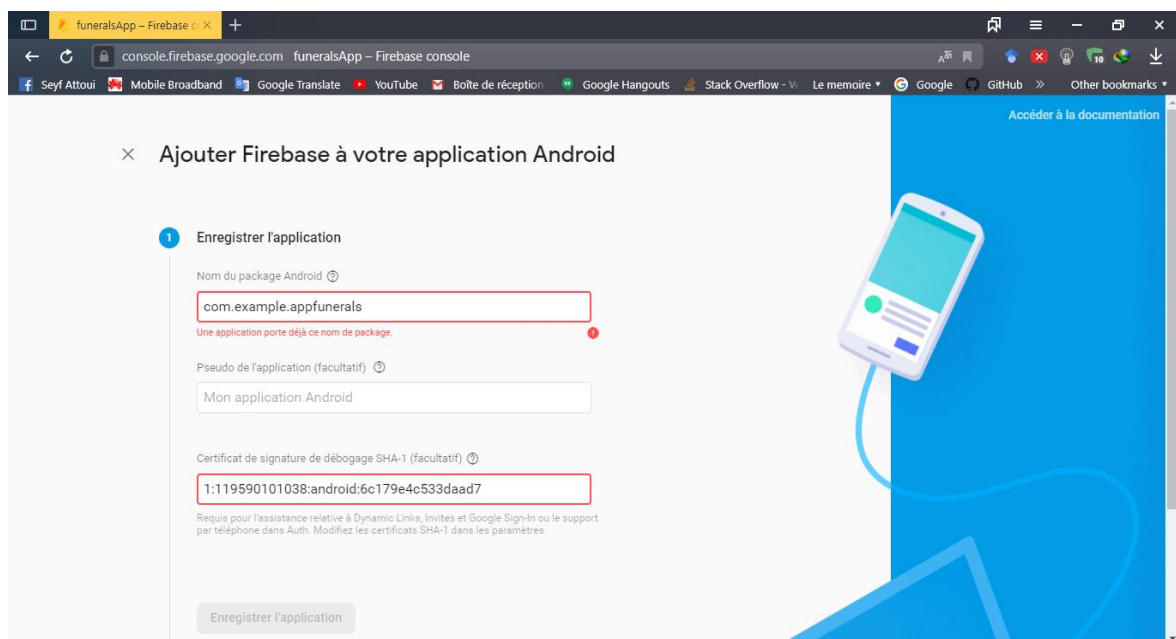 funeralsApp – Firebase c
console.firebase.google.com funeralsApp – Firebase console
Seyf Attoui Mobile Broadband Google Translate YouTube Boîte de réception Google Hangouts Stack Overflow - Le memoire Google GitHub » Other bookmarks
10
Accéder à la documentation
Ajouter Firebase à votre application Android
1 Enregistrer l'application
Nom du package Android
com.example.appfunerals
Une application porte déjà ce nom de package.
Pseudo de l'application (facultatif)
Mon application Android
Certificat de signature de débogage SHA-1 (facultatif)
1:119590101038:android:6c179e4c533daad7
Requis pour l'assistance relative à Dynamic Links, Invites et Google Sign-In ou le support
par téléphone dans Auth. Modifiez les certificats SHA-1 dans les paramètres.
Enregistrer l'application